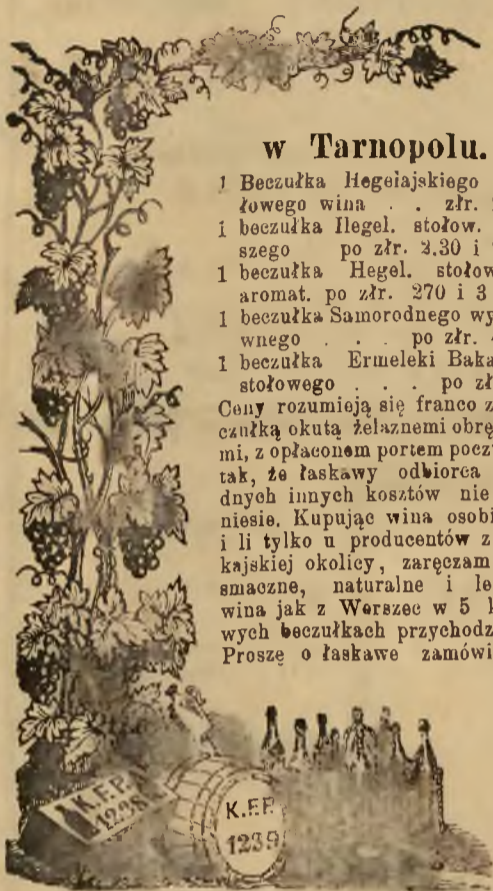 w Tarnopolu.
1 Beczułka Hegelajskiego
łowego wina . . złr.
1 beczułka Hegel. stołow.
szego po złr. 2.30 i
1 beczułka Hegel. stołow
aromat. po złr. 270 i 3
1 beczułka Samorodnego wy
wnego . . . po złr.
1 beczułka Ermeleki Baka
stołowego . . . po zł
Ceny rozumieją się franco z
czułką okutą żelaznemi obrę
mi, z opłaconem portem poczt
tak, że łaskawy odbiorca
dnych innych kosztów nie
niesie. Kupując wina osobi
i li tylko u producentów z
kajskiej okolicy, zaręczam
smaczne, naturalne i le
wina jak z Werszec w 5 k
wych beczułkach przychodz
Proszę o łaskawe zamówi
K.F.P.
1238
K.F.P.
1239